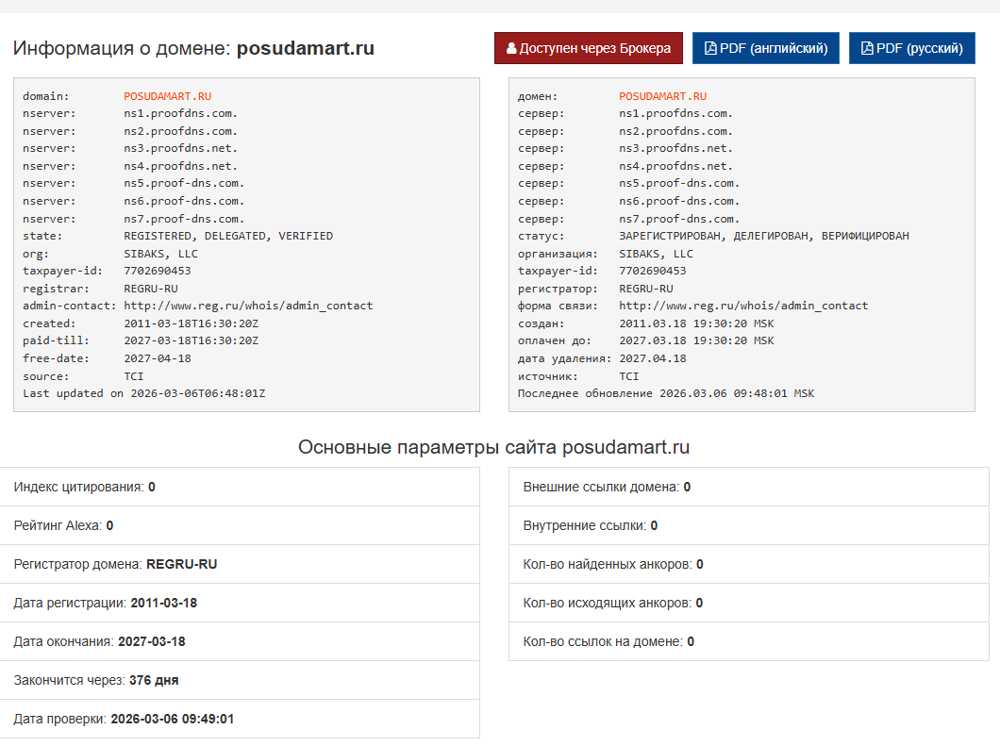 Информация о домене: posudamart.ru
Доступен через Брокера
PDF (английский)
PDF (русский)
domain: POSUDAMART.RU
nserver: ns1.proofdns.com.
nserver: ns2.proofdns.com.
nserver: ns3.proofdns.net.
nserver: ns4.proofdns.net.
nserver: ns5.proof-dns.com.
nserver: ns6.proof-dns.com.
nserver: ns7.proof-dns.com.
state: REGISTERED, DELEGATED, VERIFIED
org: SIBAKS, LLC
taxpayer-id: 7702690453
registrar: REGRU-RU
admin-contact: http://www.reg.ru/whois/admin_contact
created: 2011-03-18T16:30:20Z
paid-till: 2027-03-18T16:30:20Z
free-date: 2027-04-18
source: TCI
Last updated on 2026-03-06T06:48:01Z
домен: POSUDAMART.RU
сервер: ns1.proofdns.com.
сервер: ns2.proofdns.com.
сервер: ns3.proofdns.net.
сервер: ns4.proofdns.net.
сервер: ns5.proof-dns.com.
сервер: ns6.proof-dns.com.
сервер: ns7.proof-dns.com.
статус: ЗАРЕГИСТРИРОВАН, ДЕЛЕГИРОВАН, ВЕРИФИЦИРОВАН
организация: SIBAKS, LLC
taxpayer-id: 7702690453
регистратор: REGRU-RU
форма связи: http://www.reg.ru/whois/admin_contact
создан: 2011.03.18 19:30:20 MSK
оплачен до: 2027.03.18 19:30:20 MSK
дата удаления: 2027.04.18
источник: TCI
Последнее обновление 2026.03.06 09:48:01 MSK
Основные параметры сайта posudamart.ru
Индекс цитирования: 0
Рейтинг Alexa: 0
Регистратор домена: REGRU-RU
Дата регистрации: 2011-03-18
Дата окончания: 2027-03-18
Закончится через: 376 дня
Дата проверки: 2026-03-06 09:49:01
Внешние ссылки домена: 0
Внутренние ссылки: 0
Кол-во найденных анкоров: 0
Кол-во исходящих анкоров: 0
Кол-во ссылок на домене: 0